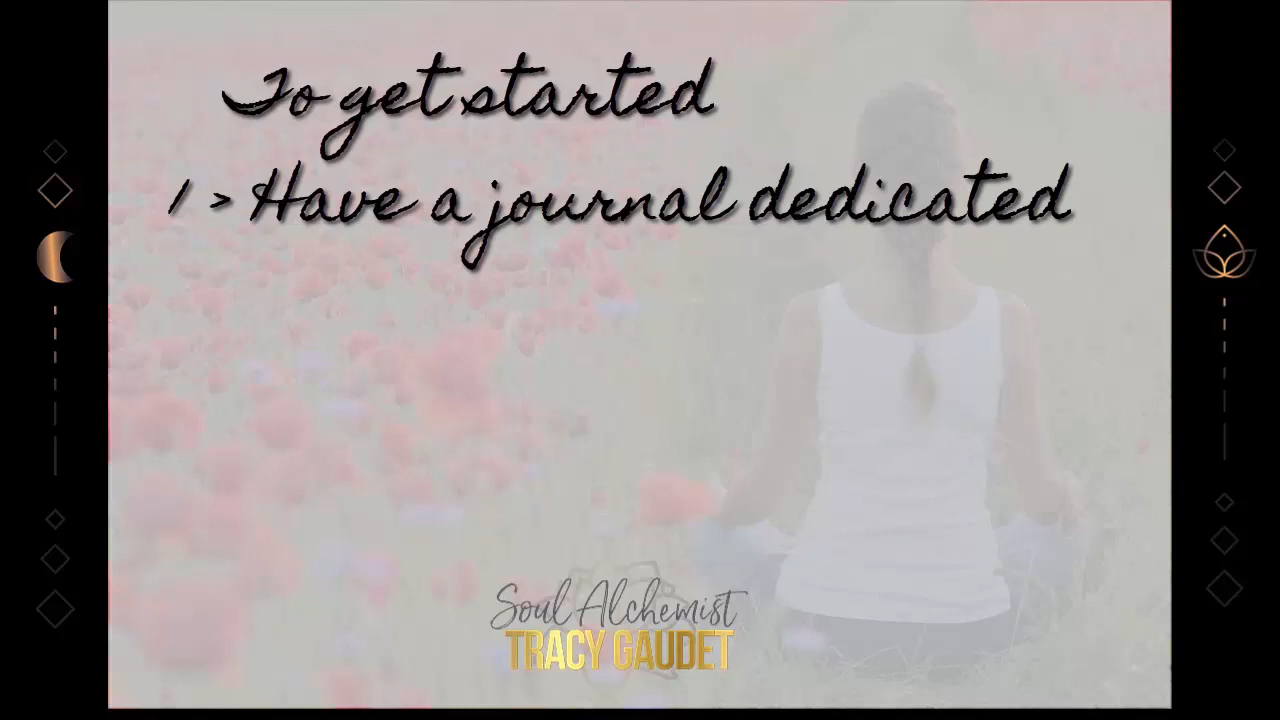 To get started
1 > Have a journal dedicated
Soul Alchemist
TRACY GAUDET